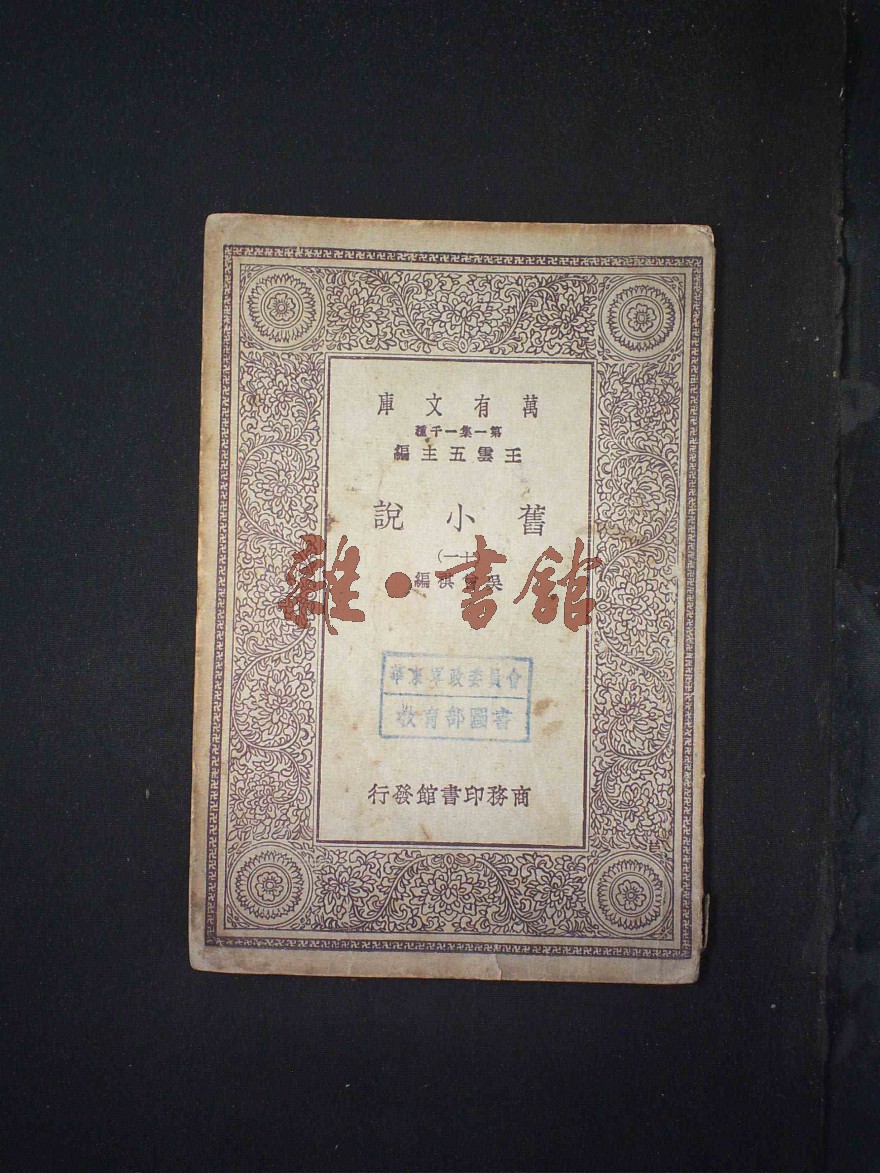 萬有文庫
第一集一千種
王雲五主編
舊小說
(十一)
吳曾祺編
雜·書館
華東軍政委員會
教育部圖書
商務印書館發行